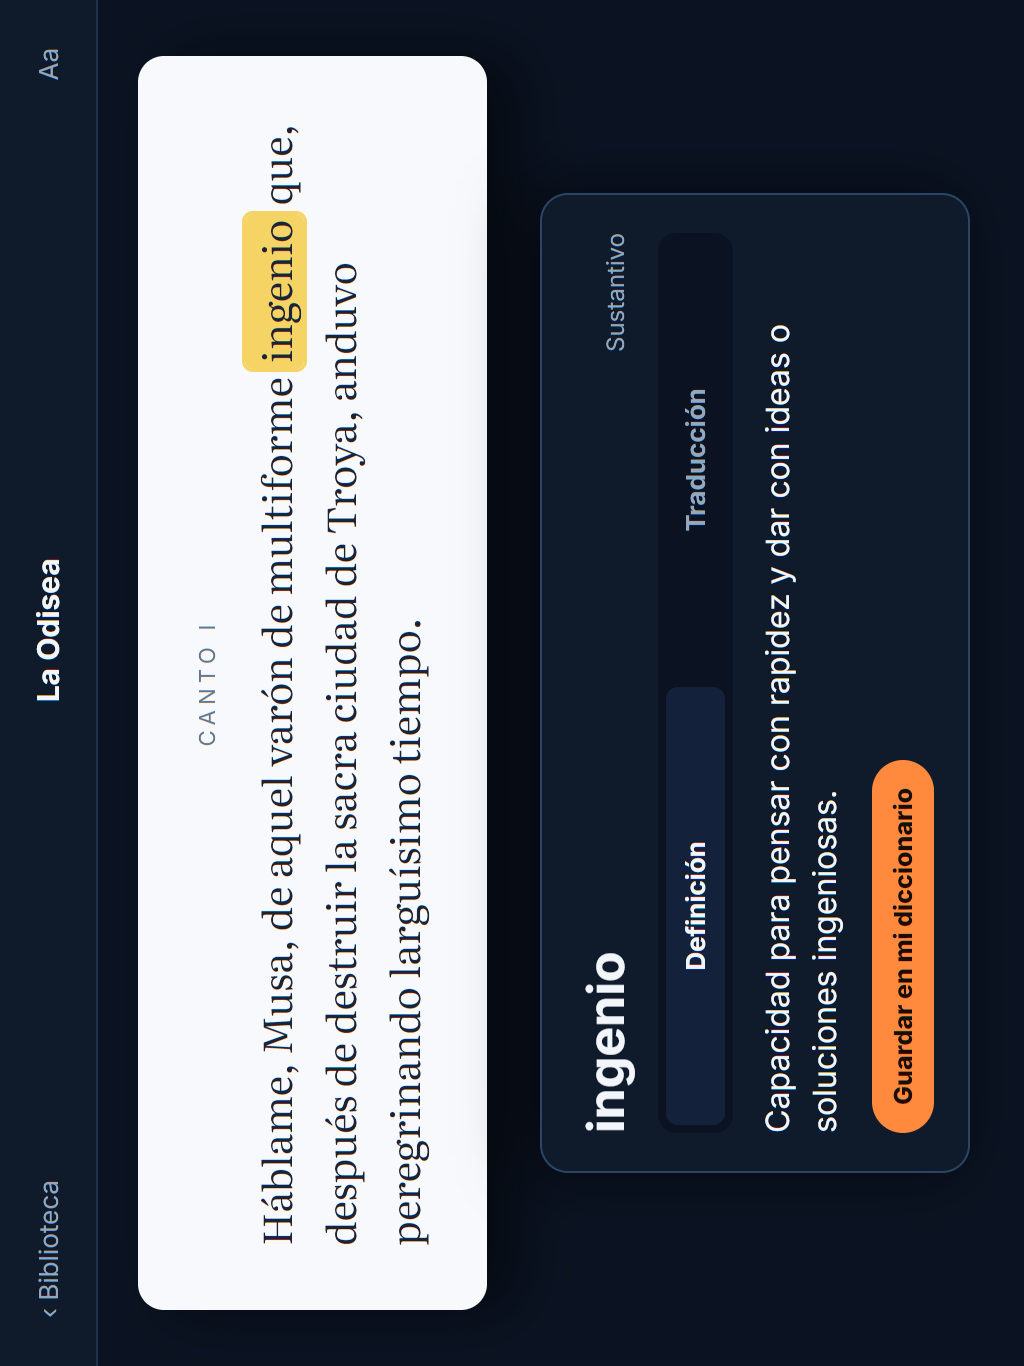 ‹ Biblioteca
La Odisea
Aa
CANTO I
Háblame, Musa, de aquel varón de multiforme ingenio que,
después de destruir la sacra ciudad de Troya, anduvo
peregrinando larguísimo tiempo.
ingenio
Sustantivo
Definición
Traducción
Capacidad para pensar con rapidez y dar con ideas o
soluciones ingeniosas.
Guardar en mi diccionario